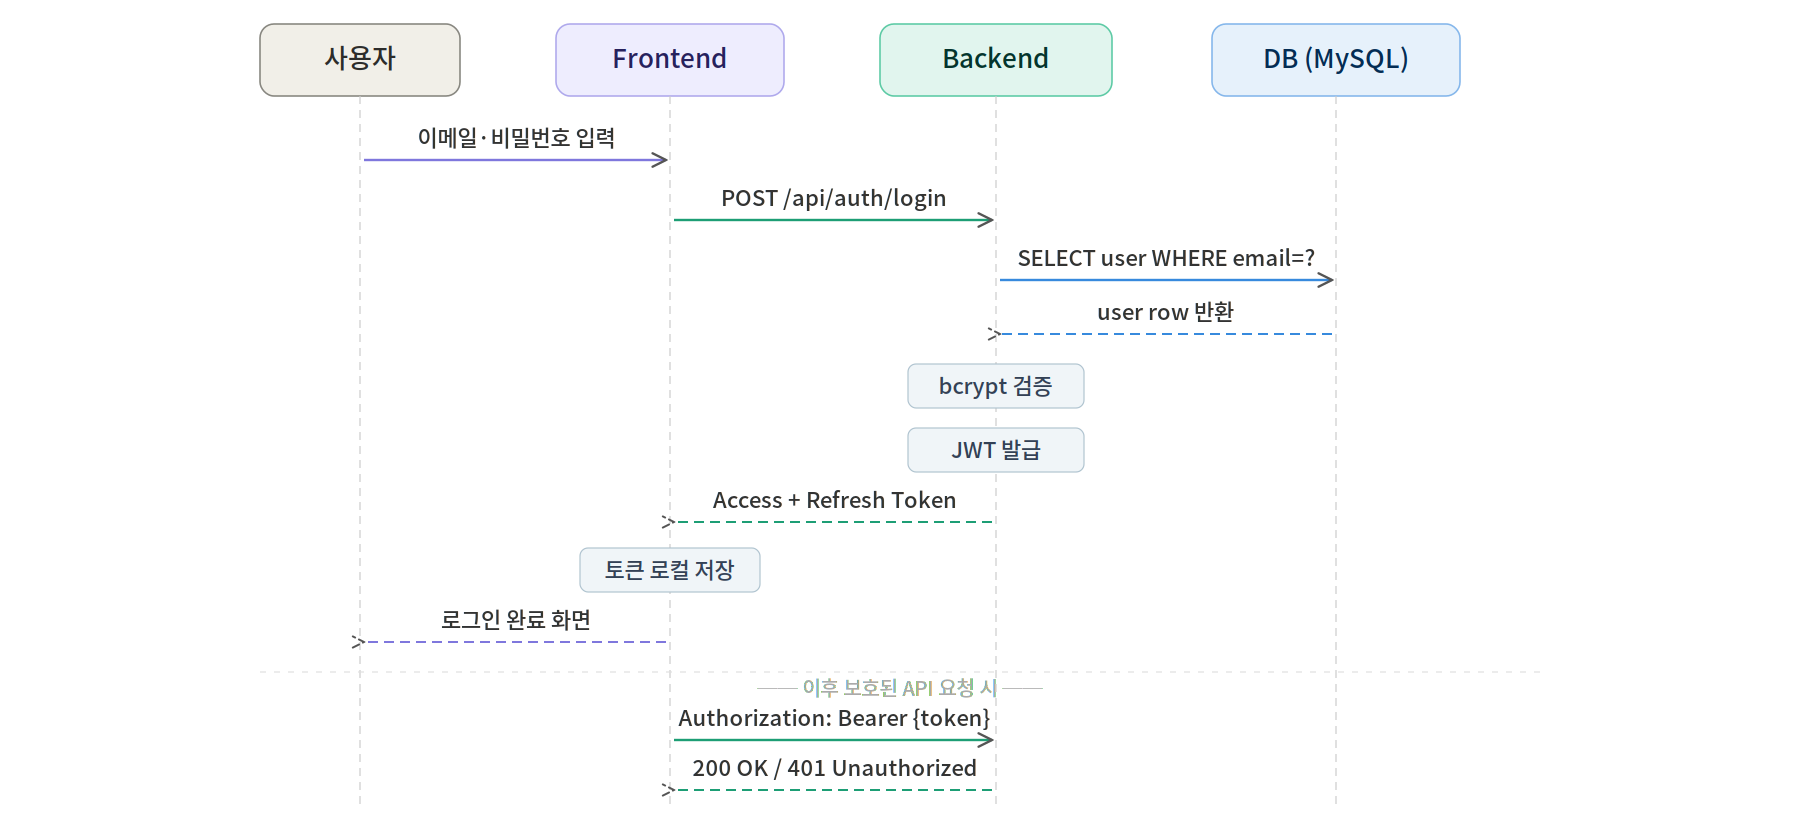 사용자
Frontend
Backend
DB (MySQL)
이메일·비밀번호 입력
POST /api/auth/login
SELECT user WHERE email=?
user row 반환
bcrypt 검증
JWT 발급
Access + Refresh Token
토큰 로컬 저장
로그인 완료 화면
─── 이후 보호된 API 요청 시 ───
Authorization: Bearer {token}
200 OK / 401 Unauthorized